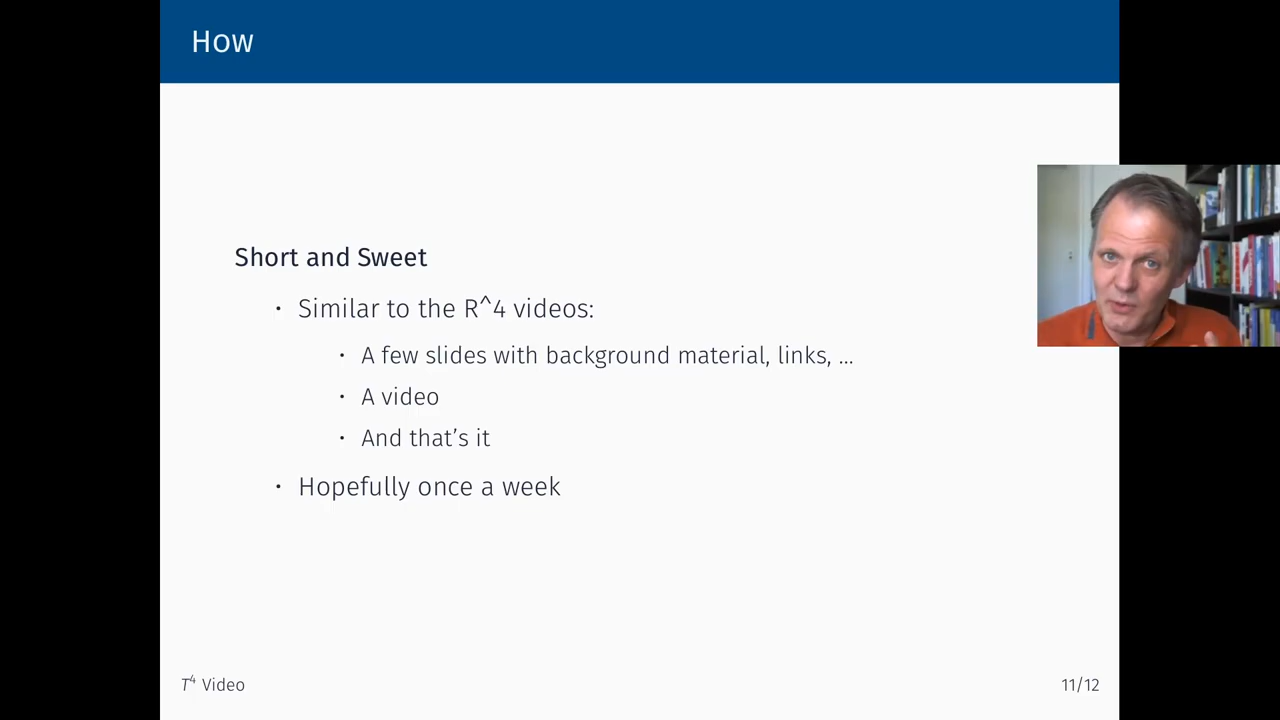 How
Short and Sweet
• Similar to the R^4 videos:
• A few slides with background material, links, …
• A video
• And that's it
• Hopefully once a week
T⁴ Video
11/12